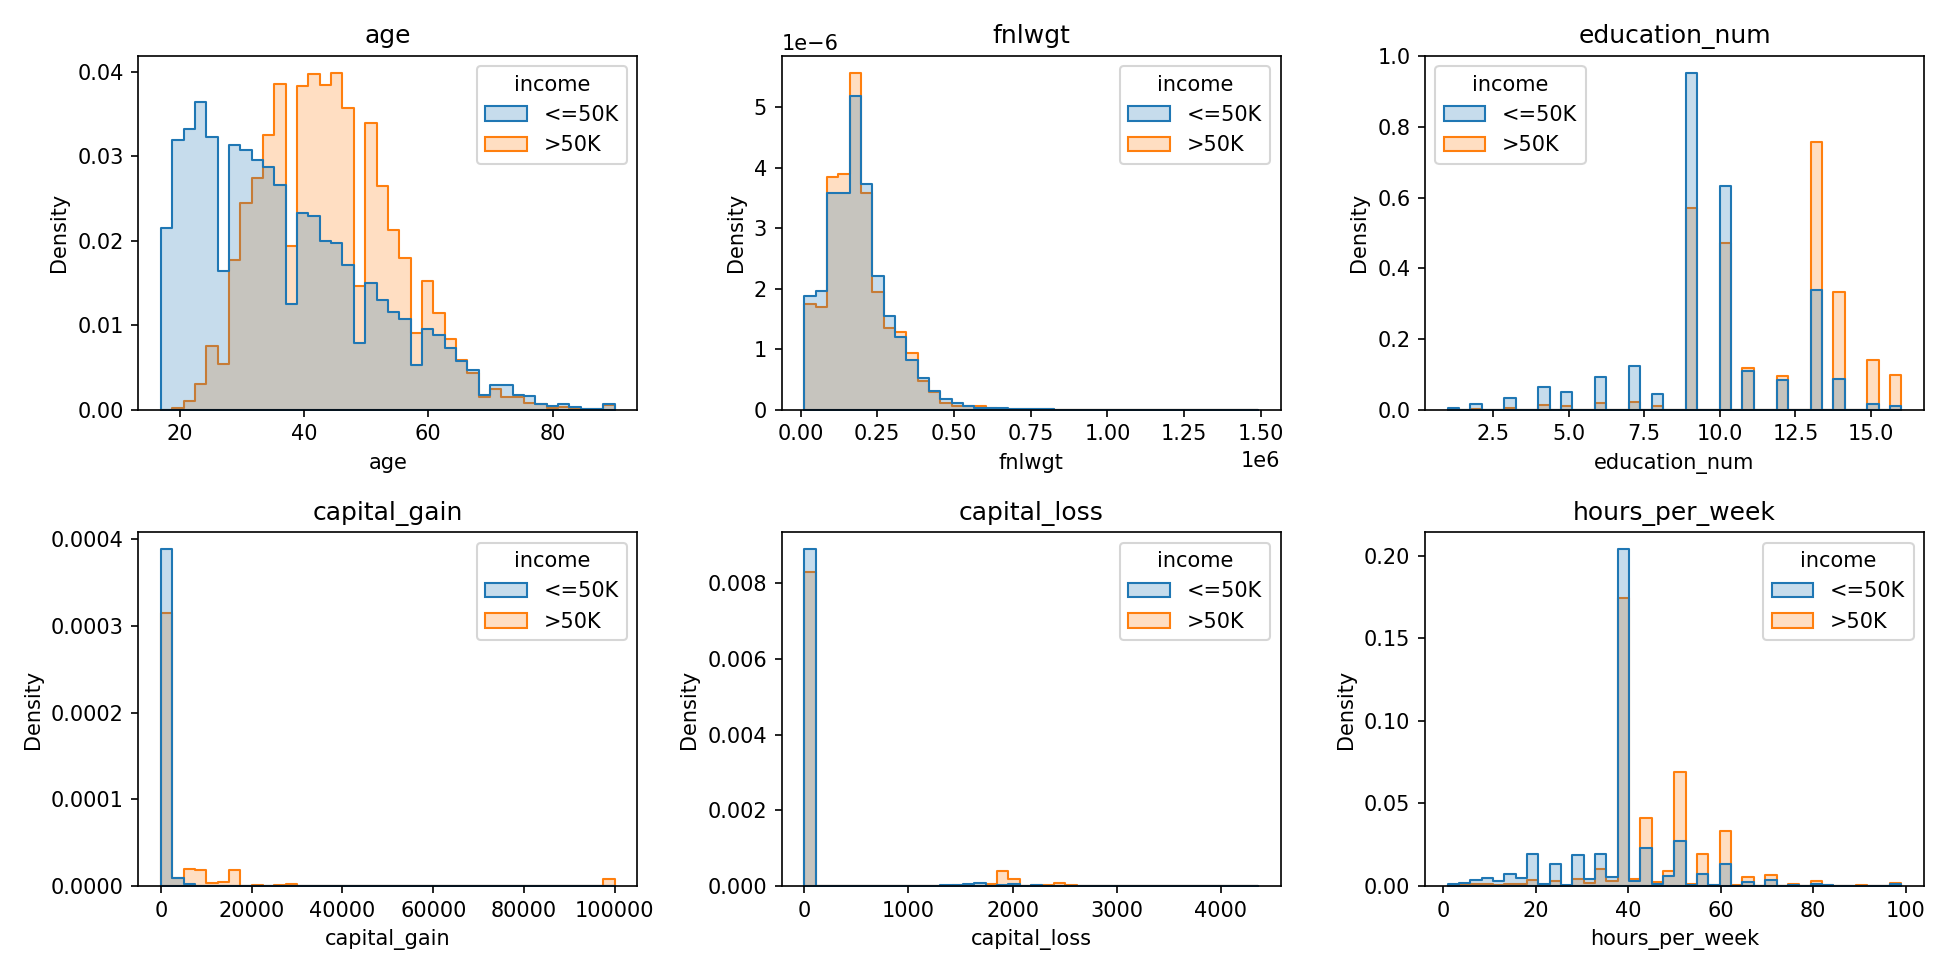 age
0.04
0.03
0.02
0.01
0.00
Density
20 40 60 80
age
income
<=50K
>50K
fnlwgt
1e−6
5
4
3
2
1
0
Density
0.00 0.25 0.50 0.75 1.00 1.25 1.50
1e6
fnlwgt
income
<=50K
>50K
education_num
1.0
0.8
0.6
0.4
0.2
0.0
Density
2.5 5.0 7.5 10.0 12.5 15.0
education_num
income
<=50K
>50K
capital_gain
0.0004
0.0003
0.0002
0.0001
0.0000
Density
0 20000 40000 60000 80000 100000
capital_gain
income
<=50K
>50K
capital_loss
0.008
0.006
0.004
0.002
0.000
Density
0 1000 2000 3000 4000
capital_loss
income
<=50K
>50K
hours_per_week
0.20
0.15
0.10
0.05
0.00
Density
0 20 40 60 80 100
hours_per_week
income
<=50K
>50K